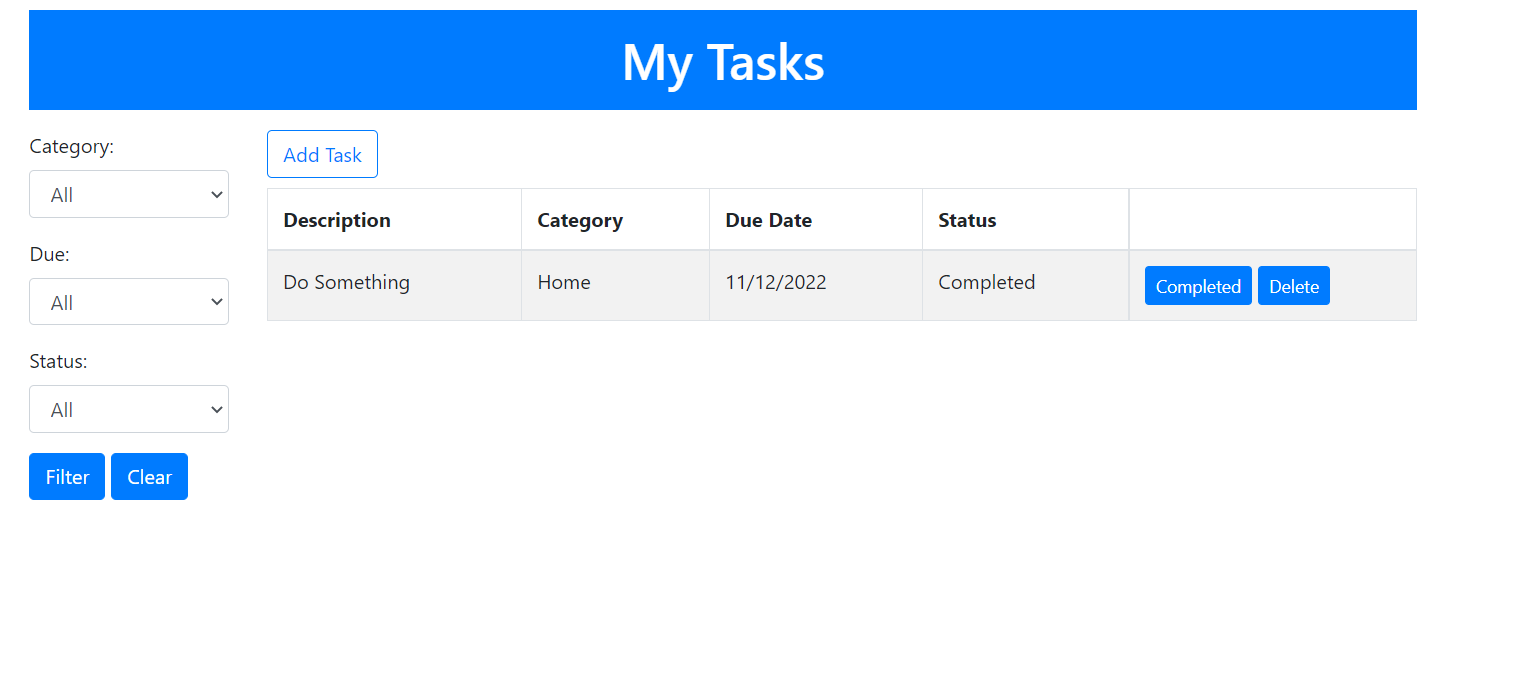 My Tasks
Category:
All
Due:
All
Status:
All
Filter Clear
Add Task
Description Category Due Date Status
Do Something Home 11/12/2022 Completed Completed Delete